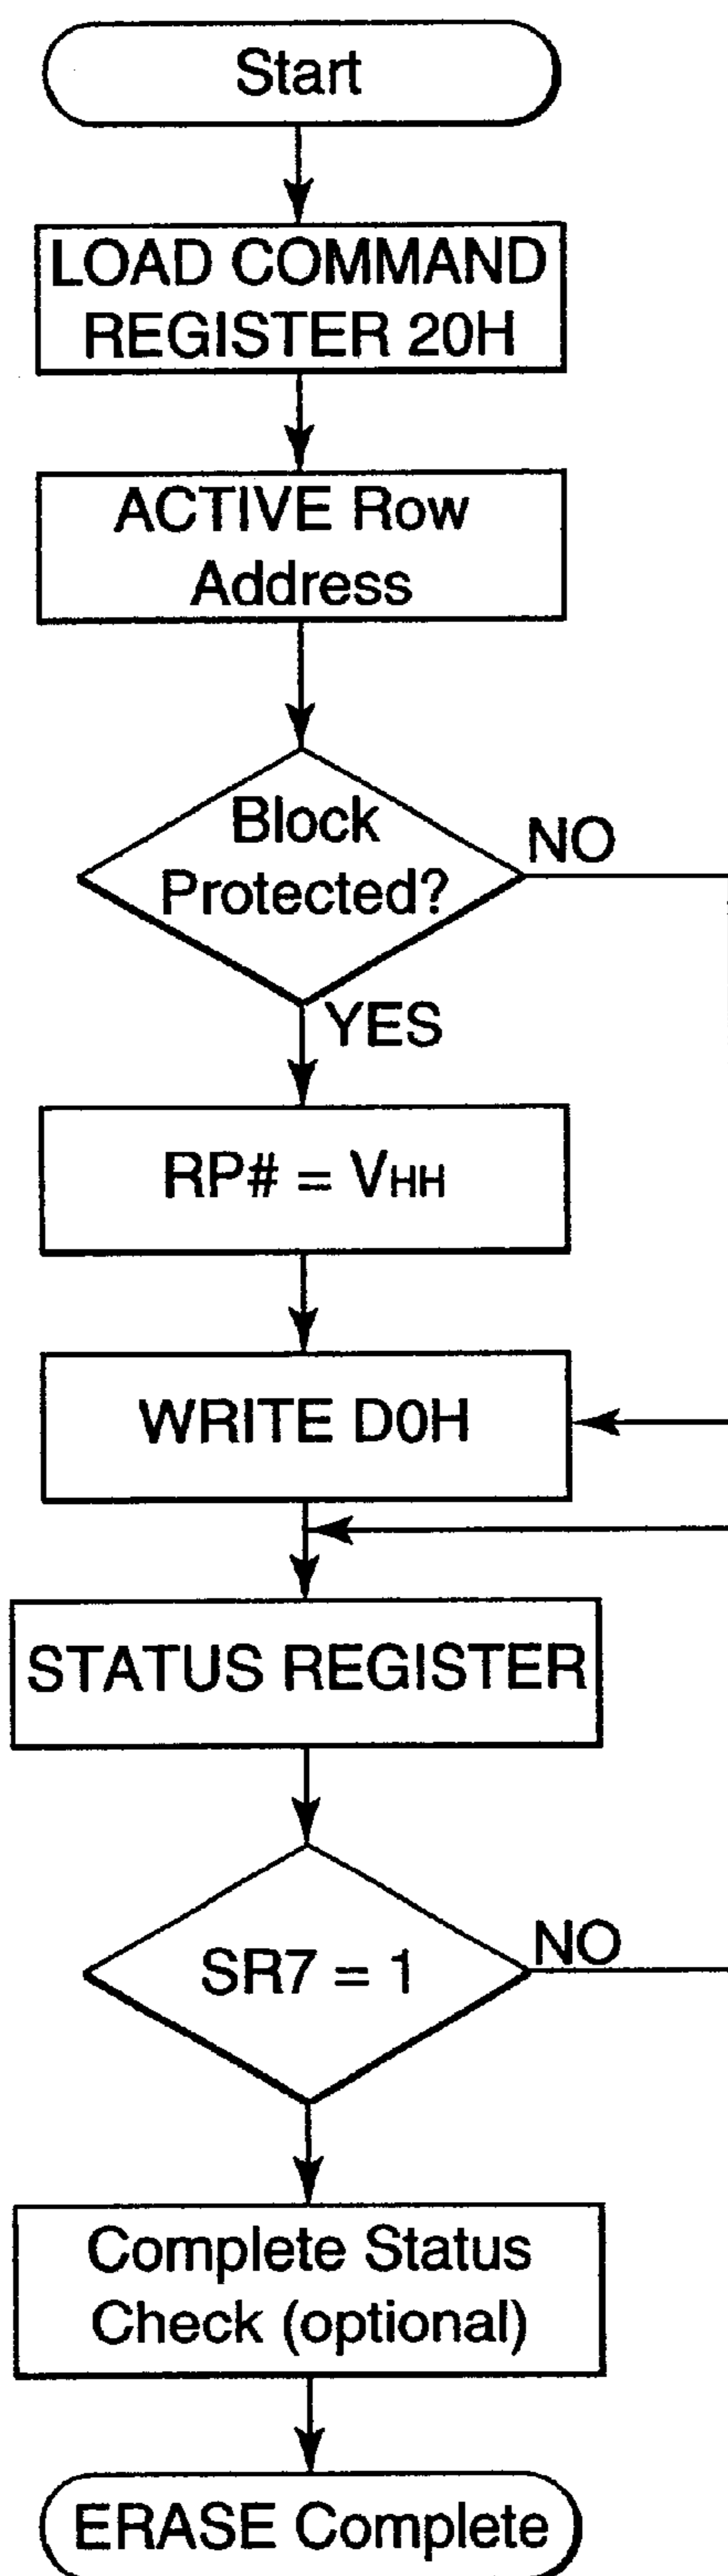 Start
LOAD COMMAND
REGISTER 20H
ACTIVE Row
Address
Block
Protected?
NO
YES
RP# = VHH
WRITE D0H
STATUS REGISTER
SR7 = 1
NO
Complete Status
Check (optional)
ERASE Complete